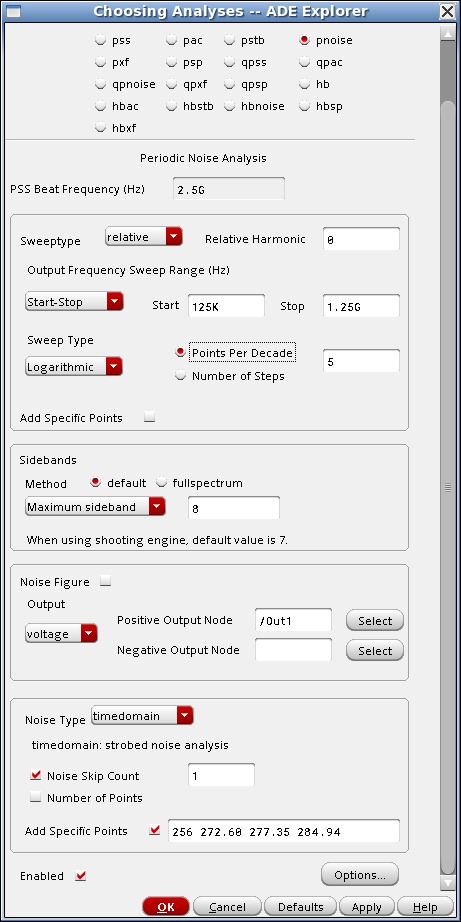 Choosing Analyses -- ADE Explorer
pss pac pstb pnoise
pxf psp qpss qpac
qpnoise qpxf qpsp hb
hbac hbstb hbnoise hbsp
hbxf
Periodic Noise Analysis
PSS Beat Frequency (Hz) 2.5G
Sweeptype relative Relative Harmonic 0
Output Frequency Sweep Range (Hz)
Start-Stop Start 125K Stop 1.25G
Sweep Type
Points Per Decade
Logarithmic 5
Number of Steps
Add Specific Points
Sidebands
Method default fullspectrum
Maximum sideband 0
When using shooting engine, default value is 7.
Noise Figure
Output
voltage Positive Output Node /Out1 Select
Negative Output Node Select
Noise Type timedomain
timedomain: strobed noise analysis
Noise Skip Count 1
Number of Points
Add Specific Points 256 272.60 277.35 284.94
Enabled Options...
OK Cancel Defaults Apply Help